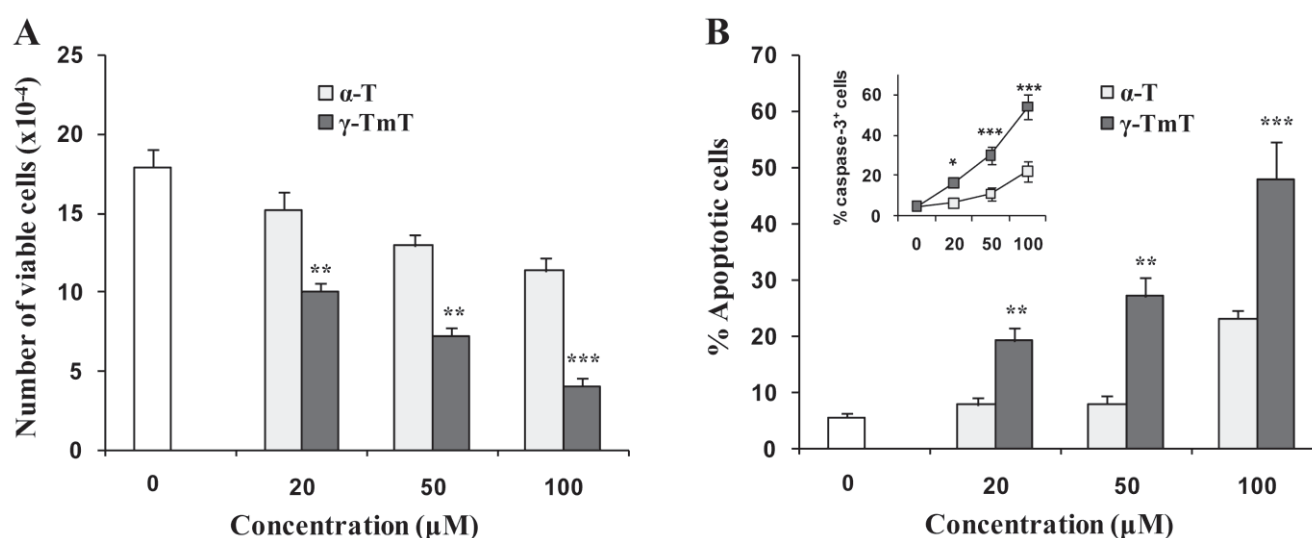 A
Number of viable cells (x10⁻⁴)
25
20
15
10
5
0
α-T
γ-TmT
**
**
***
0 20 50 100
Concentration (μM)
B
% Apoptotic cells
70
60
50
40
30
20
10
0
% caspase-3⁺ cells
60
40
20
0
*
***
***
0 20 50 100
α-T
γ-TmT
**
**
***
0 20 50 100
Concentration (μM)